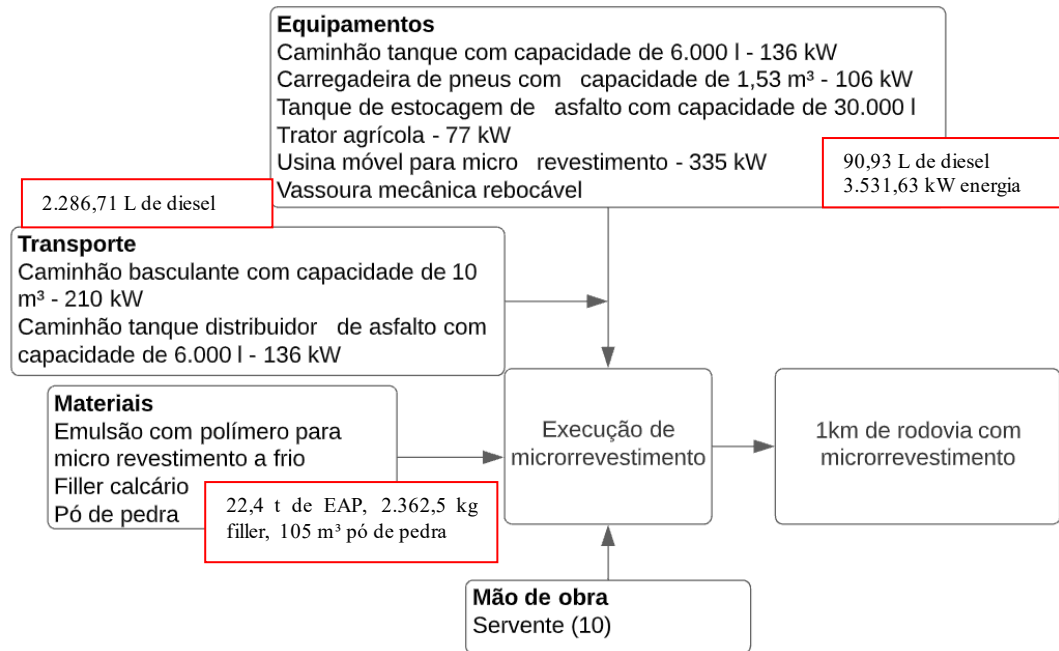 Equipamentos
Caminhão tanque com capacidade de 6.000 l - 136 kW
Carregadeira de pneus com capacidade de 1,53 m³ - 106 kW
Tanque de estocagem de asfalto com capacidade de 30.000 l
Trator agrícola - 77 kW
Usina móvel para micro revestimento - 335 kW
Vassoura mecânica rebocável
90,93 L de diesel
3.531,63 kW energia
2.286,71 L de diesel
Transporte
Caminhão basculante com capacidade de 10
m³ - 210 kW
Caminhão tanque distribuidor de asfalto com
capacidade de 6.000 l - 136 kW
Materiais
Emulsão com polímero para
micro revestimento a frio
Filler calcário
Pó de pedra
22,4 t de EAP, 2.362,5 kg
filler, 105 m³ pó de pedra
Execução de
microrrevestimento
1km de rodovia com
microrrevestimento
Mão de obra
Servente (10)